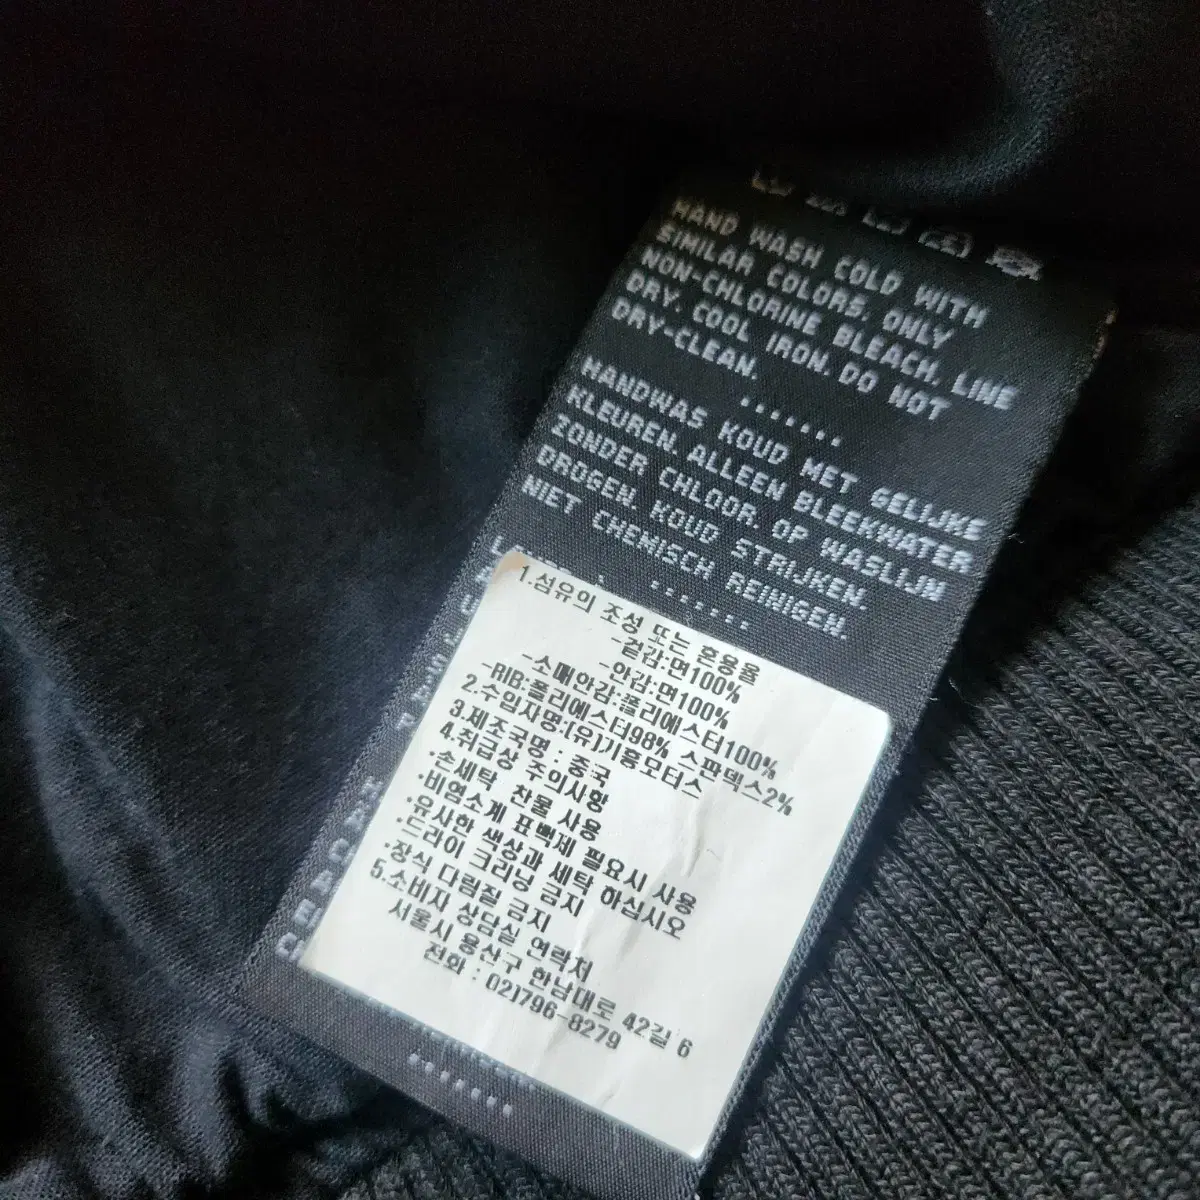 HAND WASH COLD WITH
SIMILAR COLORS, ONLY
NON-CHLORINE BLEACH, LINE
DRY, COOL IRON, DO NOT
DRY-CLEAN.
.......
HANDWAS KOUD MET GELIJKE
KLEUREN, ALLEEN BLEEKWATER
ZONDER CHLOOR, OP WASLIJN
DROGEN, KOUD STRIJKEN.
NIET CHEMISCH REINIGEN.
.......
1.섬유의 조성 또는 혼용율
-겉감:면100%
-안감:면100%
-소매안감:폴리에스터100%
-RIB:폴리에스터98% 스판덱스2%
2.수입자명:(유)기흥모터스
3.제조국명 : 중국
4.취급상 주의사항
·손세탁 찬물 사용
·비염소계 표백제 필요시 사용
·유사한 색상과 세탁 하십시오
·드라이 크리닝 금지
·장식 다림질 금지
5.소비자 상담실 연락처
서울시 용산구 한남대로 42길 6
전화 : 02)796-8279
.......